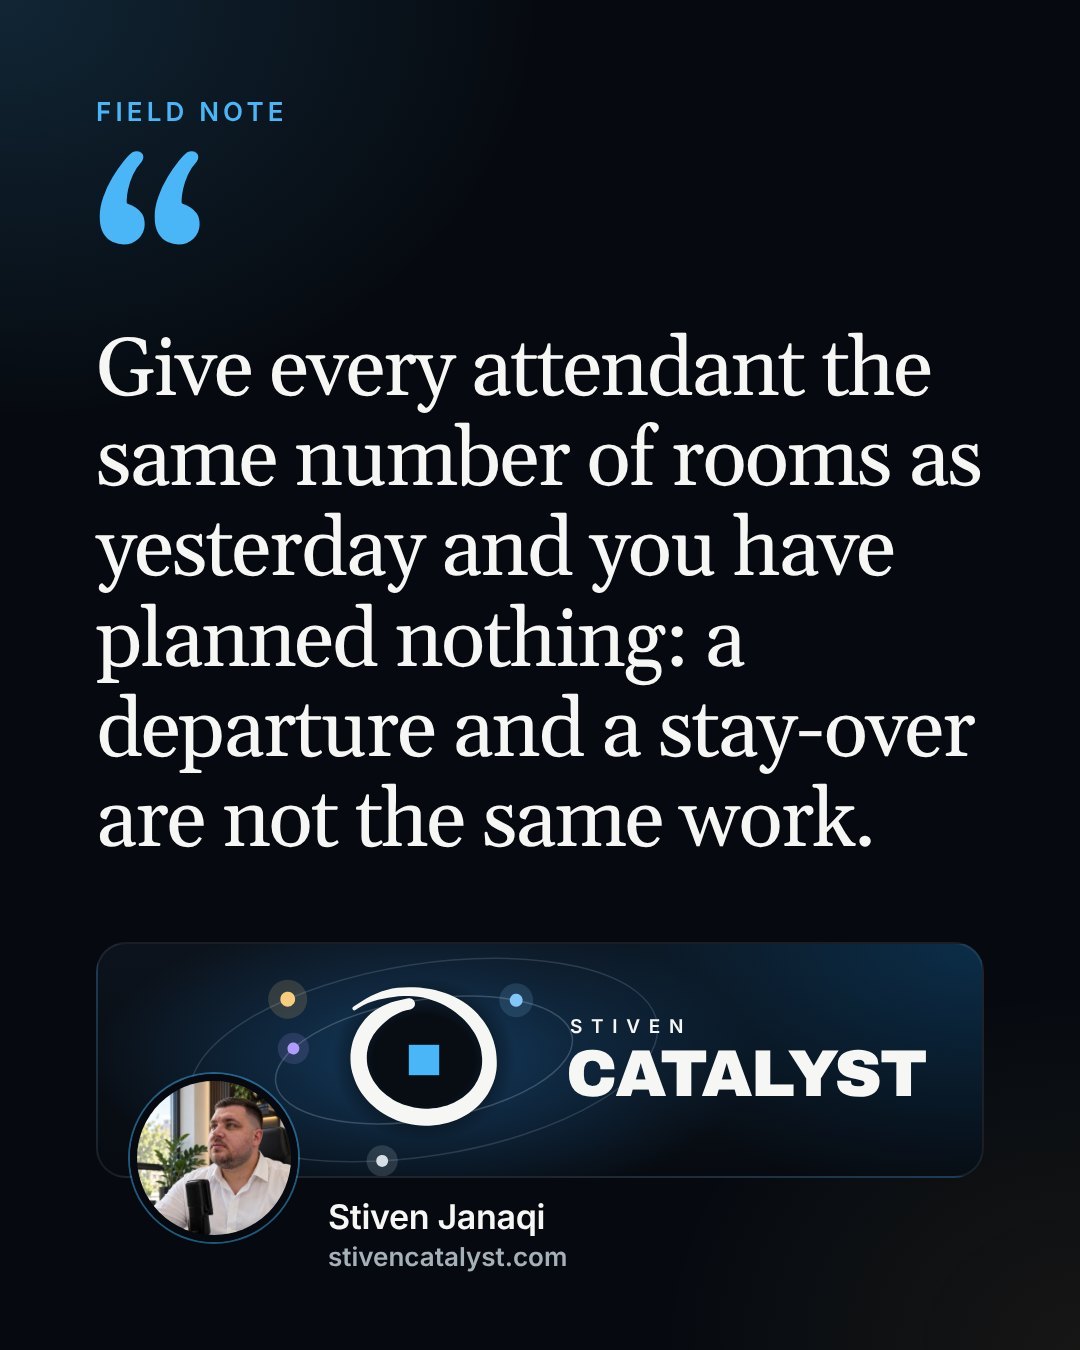 FIELD NOTE
“
Give every attendant the
same number of rooms as
yesterday and you have
planned nothing: a
departure and a stay-over
are not the same work.
STIVEN
CATALYST
Stiven Janaqi
stivencatalyst.com